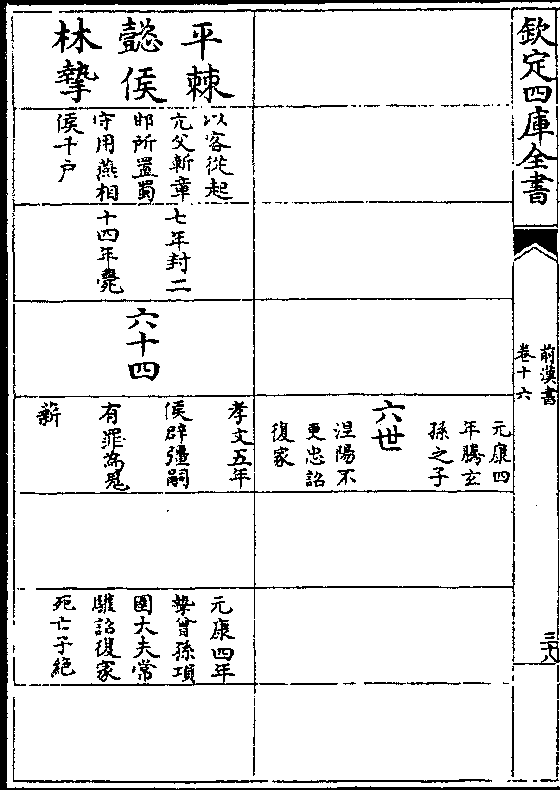 欽定四庫全書
前漢書
卷十六
三十八
六世
元康四
年騰玄
孫之子
涅陽不
更忠詔
復家
平棘
懿侯
林摯
以客從起
亢父斬章
邯所置蜀
守用燕相
侯千户
七年封二
十四年薨
六十四
孝文五年
侯辟彊嗣
有罪為鬼
薪
元康四年
摯曾孫項
圉大夫常
驩詔復家
死亡子絶